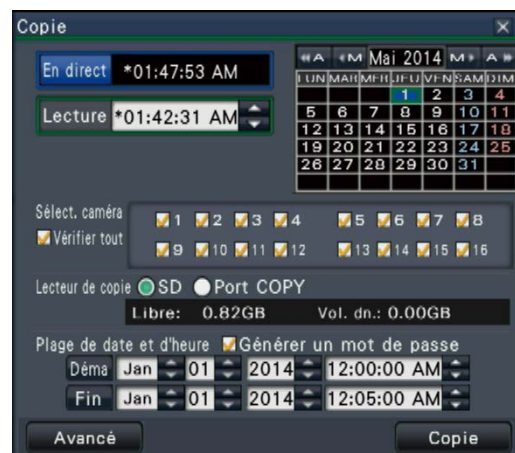 Copie
En direct *01:47:53 AM
Lecture *01:42:31 AM
A M Mai 2014 M A
LUN MAR MER JEU VEN SAM DIM
1 2 3 4
5 6 7 8 9 10 11
12 13 14 15 16 17 18
19 20 21 22 23 24 25
26 27 28 29 30 31
Sélect. caméra
1 2 3 4 5 6 7 8
Vérifier tout
9 10 11 12 13 14 15 16
Lecteur de copie SD Port COPY
Libre: 0.82GB Vol. dn.: 0.00GB
Plage de date et d'heure Générer un mot de passe
Déma Jan 01 2014 12:00:00 AM
Fin Jan 01 2014 12:05:00 AM
Avancé Copie